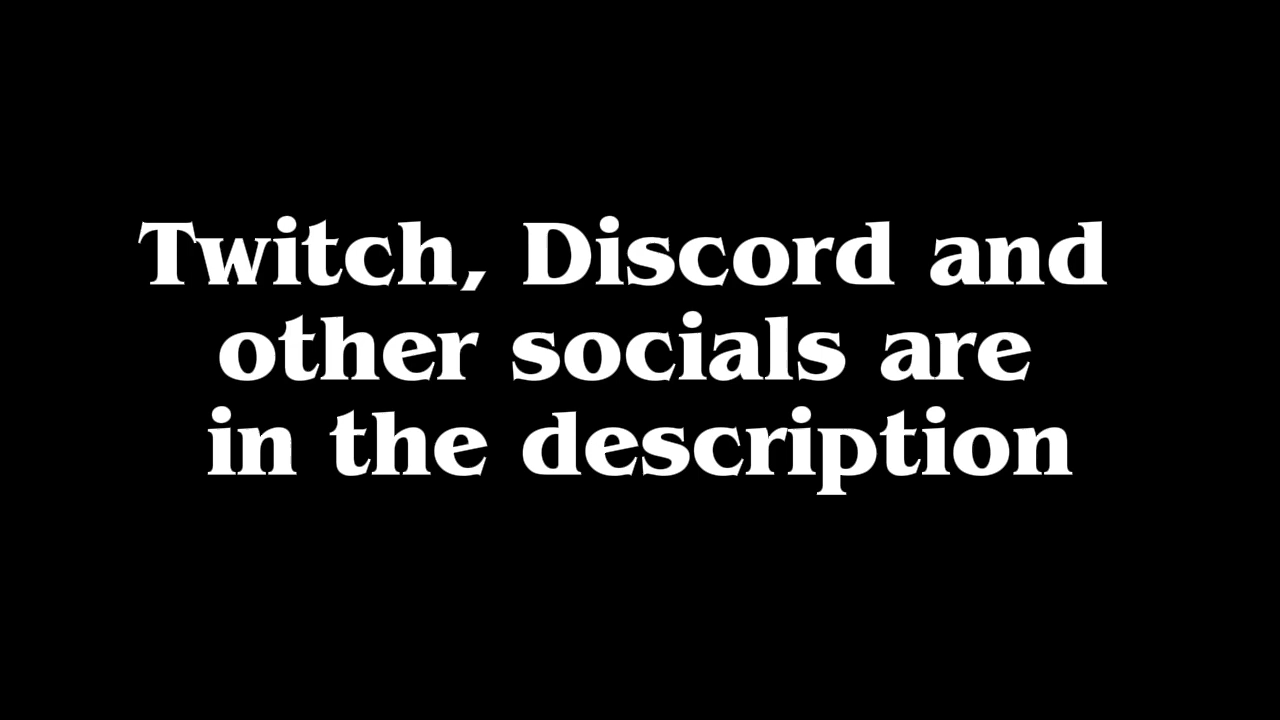 Twitch, Discord and
other socials are
in the description